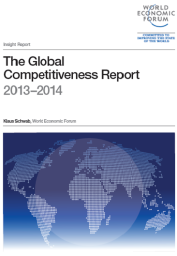 WORLD
ECONOMIC
FORUM
COMMITTED TO
IMPROVING THE STATE
OF THE WORLD
Insight Report
The Global
Competitiveness Report
2013–2014
Klaus Schwab, World Economic Forum